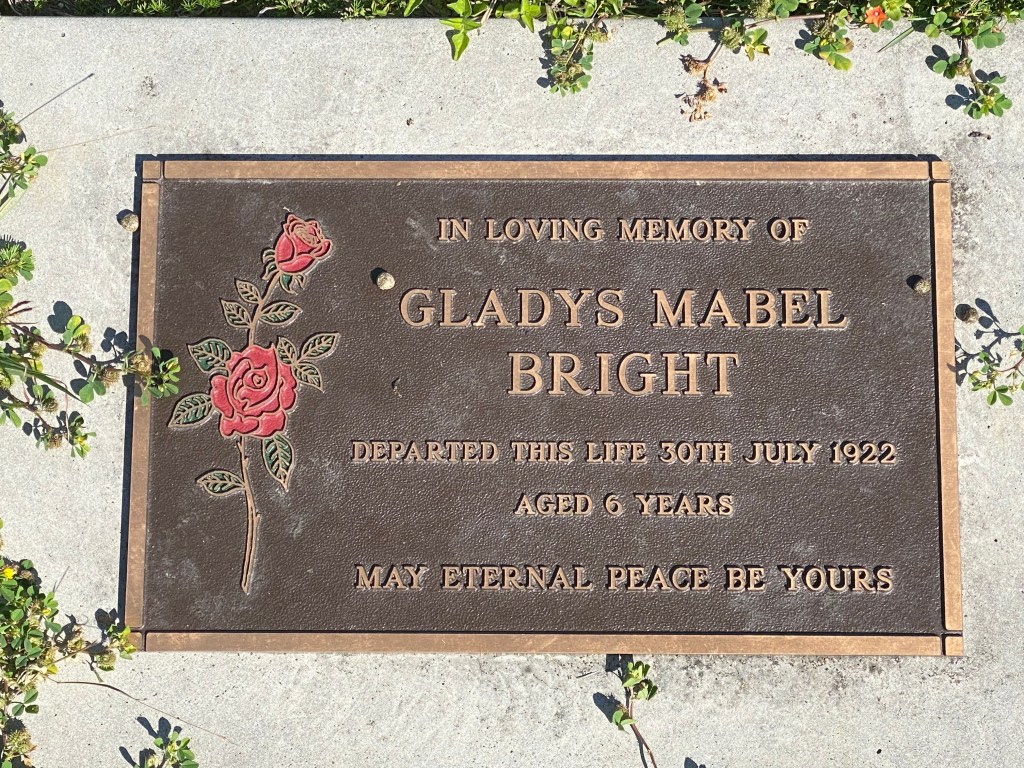 IN LOVING MEMORY OF
GLADYS MABEL
BRIGHT
DEPARTED THIS LIFE 30TH JULY 1922
AGED 6 YEARS
MAY ETERNAL PEACE BE YOURS